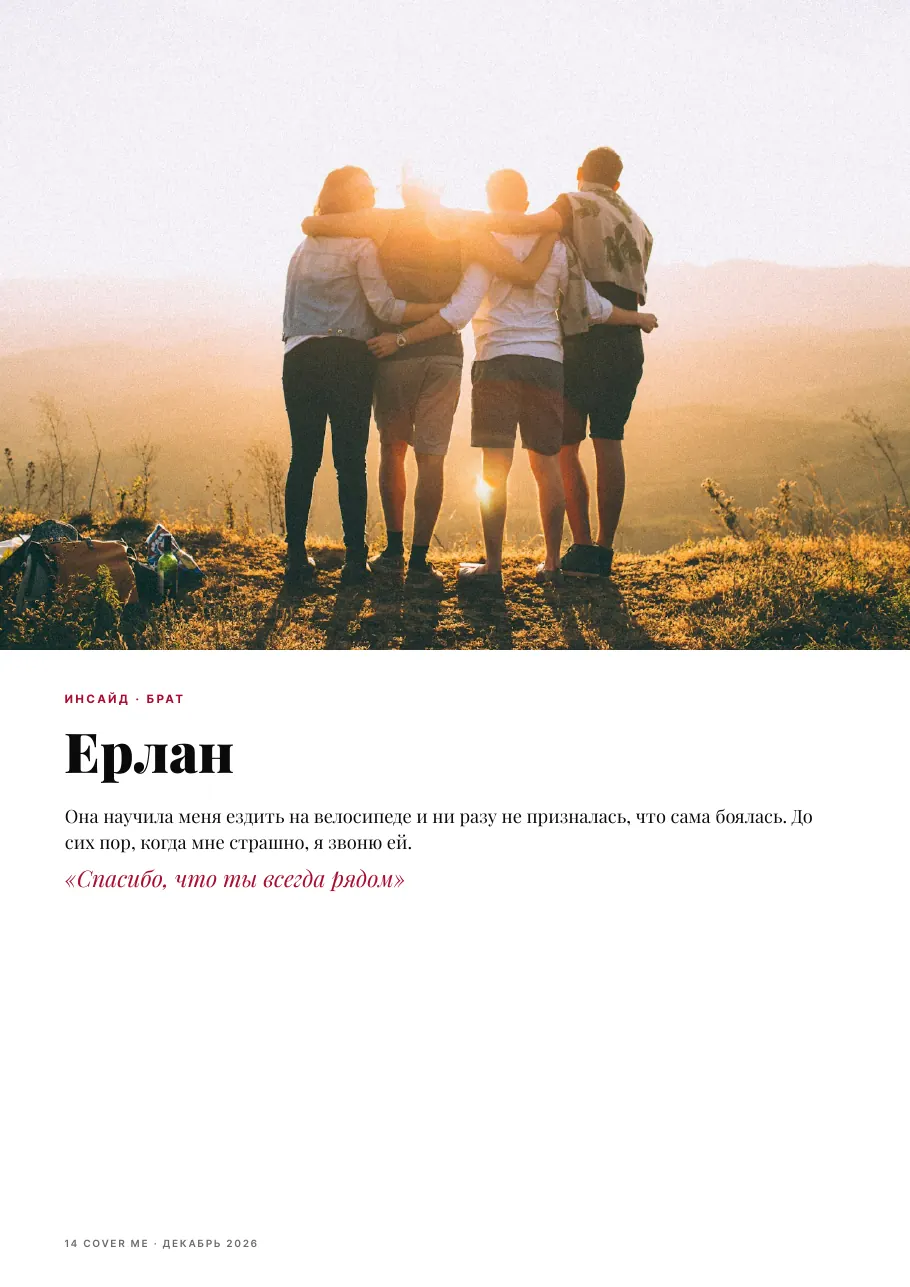 ИНСАЙД · БРАТ
Ерлан
Она научила меня ездить на велосипеде и ни разу не призналась, что сама боялась. До
сих пор, когда мне страшно, я звоню ей.
«Спасибо, что ты всегда рядом»
14 COVER ME · ДЕКАБРЬ 2026